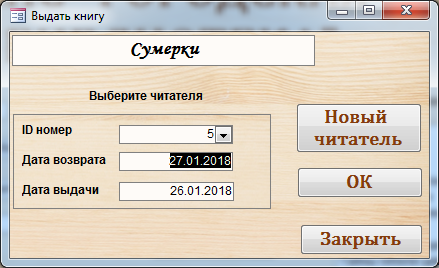 Выдать книгу
Сумерки
Выберите читателя
ID номер 5
Дата возврата 27.01.2018
Дата выдачи 26.01.2018
Новый
читатель
ОК
Закрыть